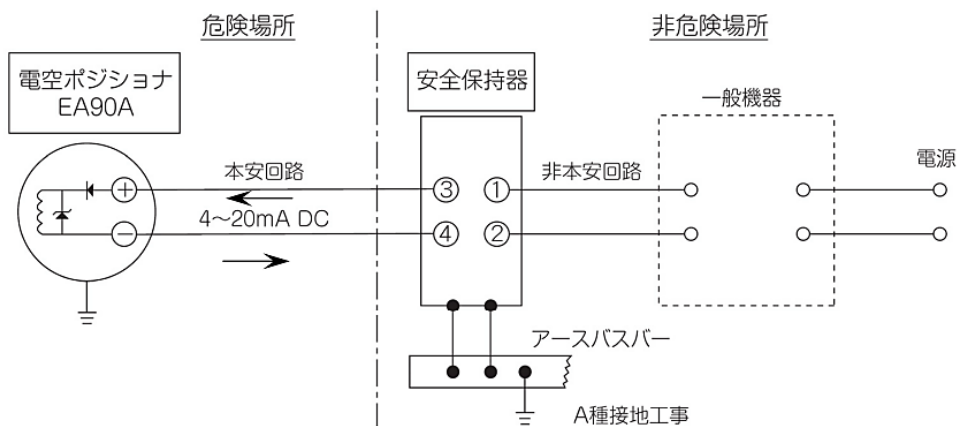 危険場所
非危険場所
電空ポジショナ
EA90A
安全保持器
一般機器
電源
本安回路
非本安回路
+
③
①
4~20mA DC
−
④
②
アースバスバー
A種接地工事